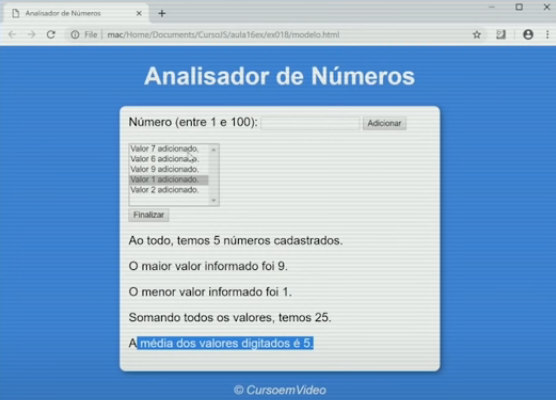 Analisador de Números
File | mac/Home/Documents/CursoJS/aula16ex/ex018/modelo.html
Analisador de Números
Número (entre 1 e 100): Adicionar
Valor 7 adicionado.
Valor 6 adicionado.
Valor 9 adicionado.
Valor 1 adicionado.
Valor 2 adicionado.
Finalizar
Ao todo, temos 5 números cadastrados.
O maior valor informado foi 9.
O menor valor informado foi 1.
Somando todos os valores, temos 25.
A média dos valores digitados é 5.
© CursoemVideo